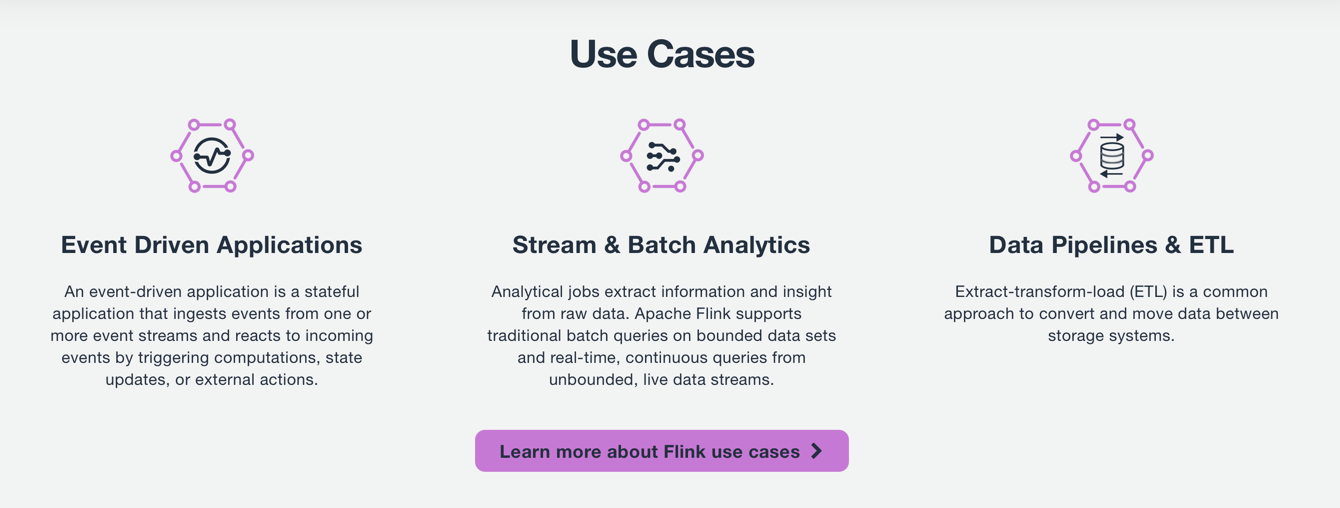 Use Cases
Event Driven Applications
An event-driven application is a stateful
application that ingests events from one or
more event streams and reacts to incoming
events by triggering computations, state
updates, or external actions.
Stream & Batch Analytics
Analytical jobs extract information and insight
from raw data. Apache Flink supports
traditional batch queries on bounded data sets
and real-time, continuous queries from
unbounded, live data streams.
Data Pipelines & ETL
Extract-transform-load (ETL) is a common
approach to convert and move data between
storage systems.
Learn more about Flink use cases